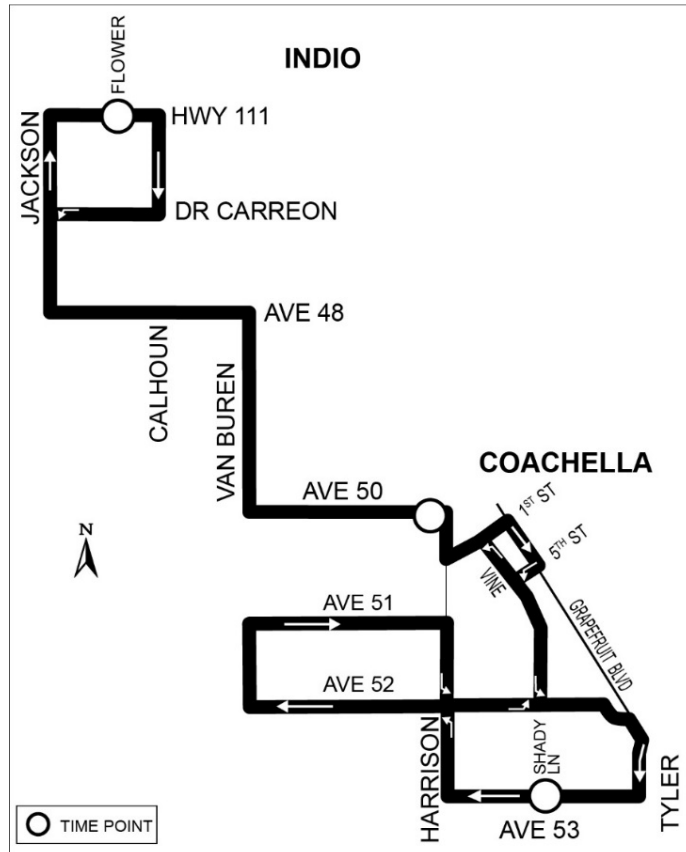 FLOWER
INDIO
HWY 111
JACKSON
DR CARREON
AVE 48
CALHOUN
VAN BUREN
COACHELLA
AVE 50
1ST ST
5TH ST
N
VINE
GRAPEFRUIT BLVD
AVE 51
AVE 52
HARRISON
SHADY
LN
TYLER
AVE 53
TIME POINT